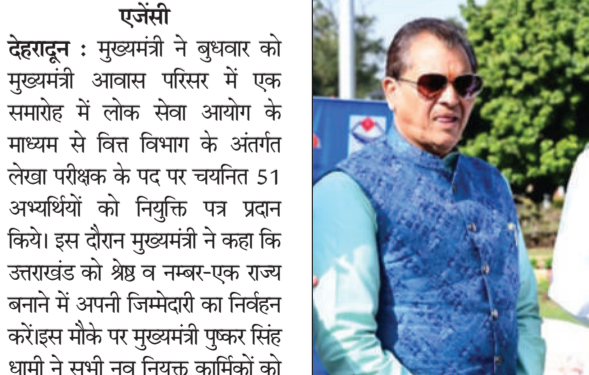 एजेंसी
देहरादून : मुख्यमंत्री ने बुधवार को
मुख्यमंत्री आवास परिसर में एक
समारोह में लोक सेवा आयोग के
माध्यम से वित्त विभाग के अंतर्गत
लेखा परीक्षक के पद पर चयनित 51
अभ्यर्थियों को नियुक्ति पत्र प्रदान
किये। इस दौरान मुख्यमंत्री ने कहा कि
उत्तराखंड को श्रेष्ठ व नम्बर-एक राज्य
बनाने में अपनी जिम्मेदारी का निर्वहन
करें।इस मौके पर मुख्यमंत्री पुष्कर सिंह
धामी ने सभी नव नियुक्त कार्मिकों को